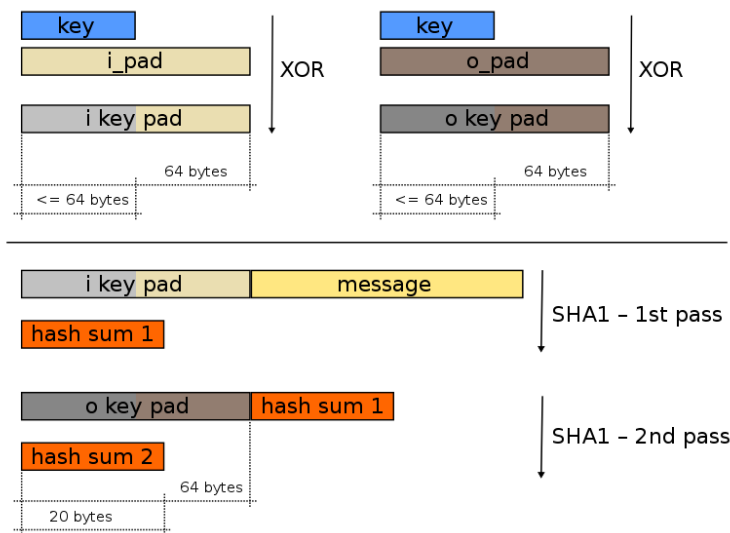 key
key
i_pad
XOR
o_pad
XOR
i key pad
o key pad
64 bytes
64 bytes
<= 64 bytes
<= 64 bytes
i key pad
message
SHA1 – 1st pass
hash sum 1
o key pad
hash sum 1
SHA1 – 2nd pass
hash sum 2
64 bytes
20 bytes